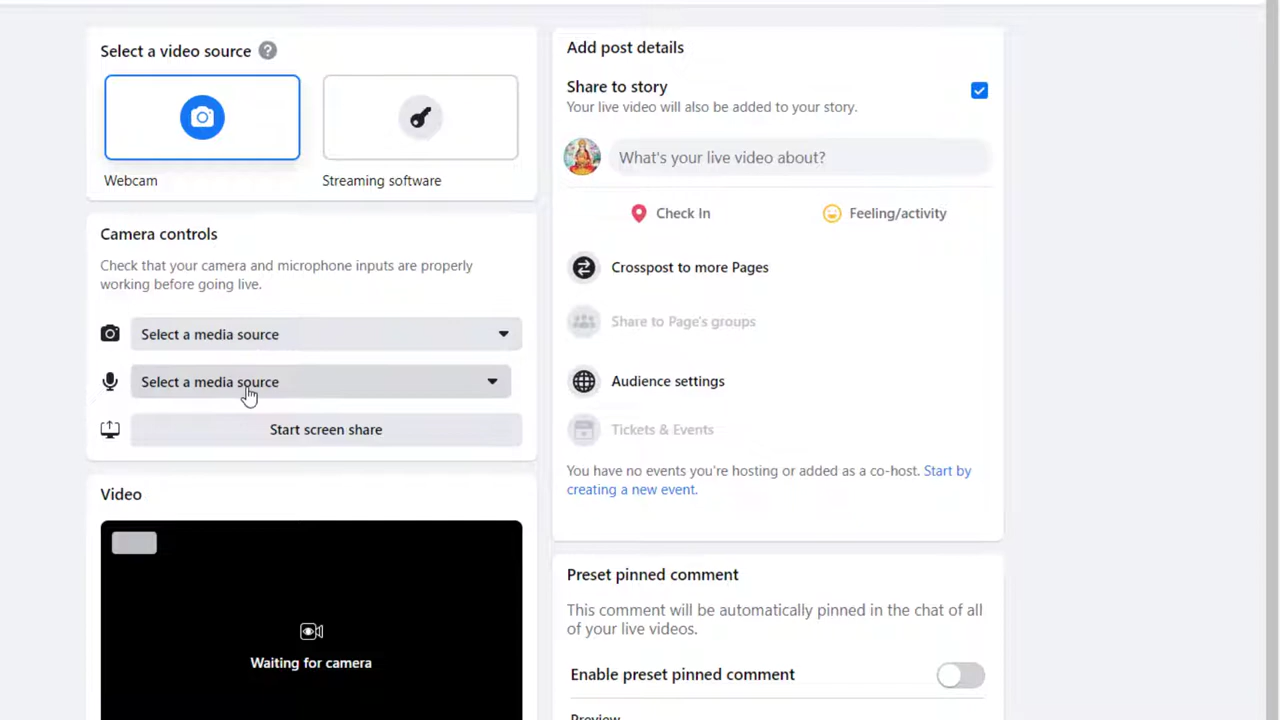 Select a video source
Webcam
Streaming software
Camera controls
Check that your camera and microphone inputs are properly
working before going live.
Select a media source
Select a media source
Start screen share
Video
Waiting for camera
Add post details
Share to story
Your live video will also be added to your story.
What's your live video about?
Check In
Feeling/activity
Crosspost to more Pages
Share to Page's groups
Audience settings
Tickets & Events
You have no events you're hosting or added as a co-host. Start by
creating a new event.
Preset pinned comment
This comment will be automatically pinned in the chat of all
of your live videos.
Enable preset pinned comment
Preview